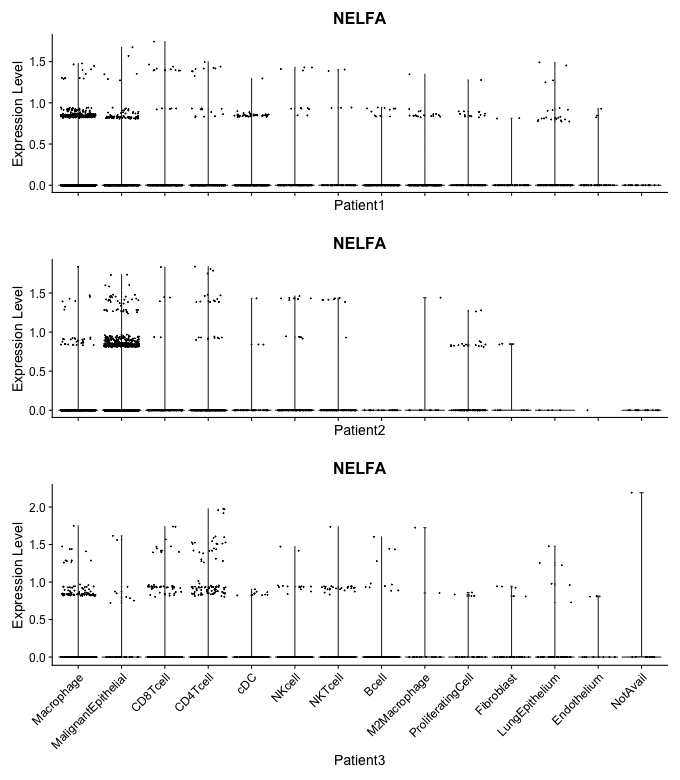 NELFA
Expression Level
1.5
1.0
0.5
0.0
Patient1
NELFA
Expression Level
1.5
1.0
0.5
0.0
Patient2
NELFA
Expression Level
2.0
1.5
1.0
0.5
0.0
Macrophage
MalignantEpithelial
CD8Tcell
CD4Tcell
cDC
NKcell
NKTcell
Bcell
M2Macrophage
ProliferatingCell
Fibroblast
LungEpithelium
Endothelium
NotAvail
Patient3